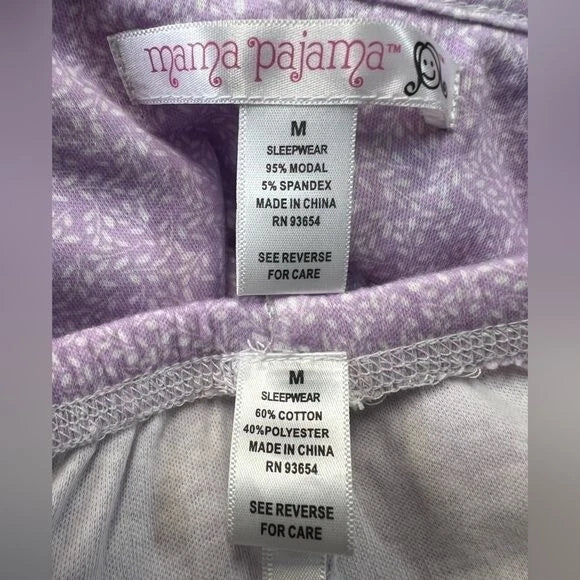 mama pajama™
M
SLEEPWEAR
95% MODAL
5% SPANDEX
MADE IN CHINA
RN 93654
SEE REVERSE
FOR CARE
M
SLEEPWEAR
60% COTTON
40%POLYESTER
MADE IN CHINA
RN 93654
SEE REVERSE
FOR CARE